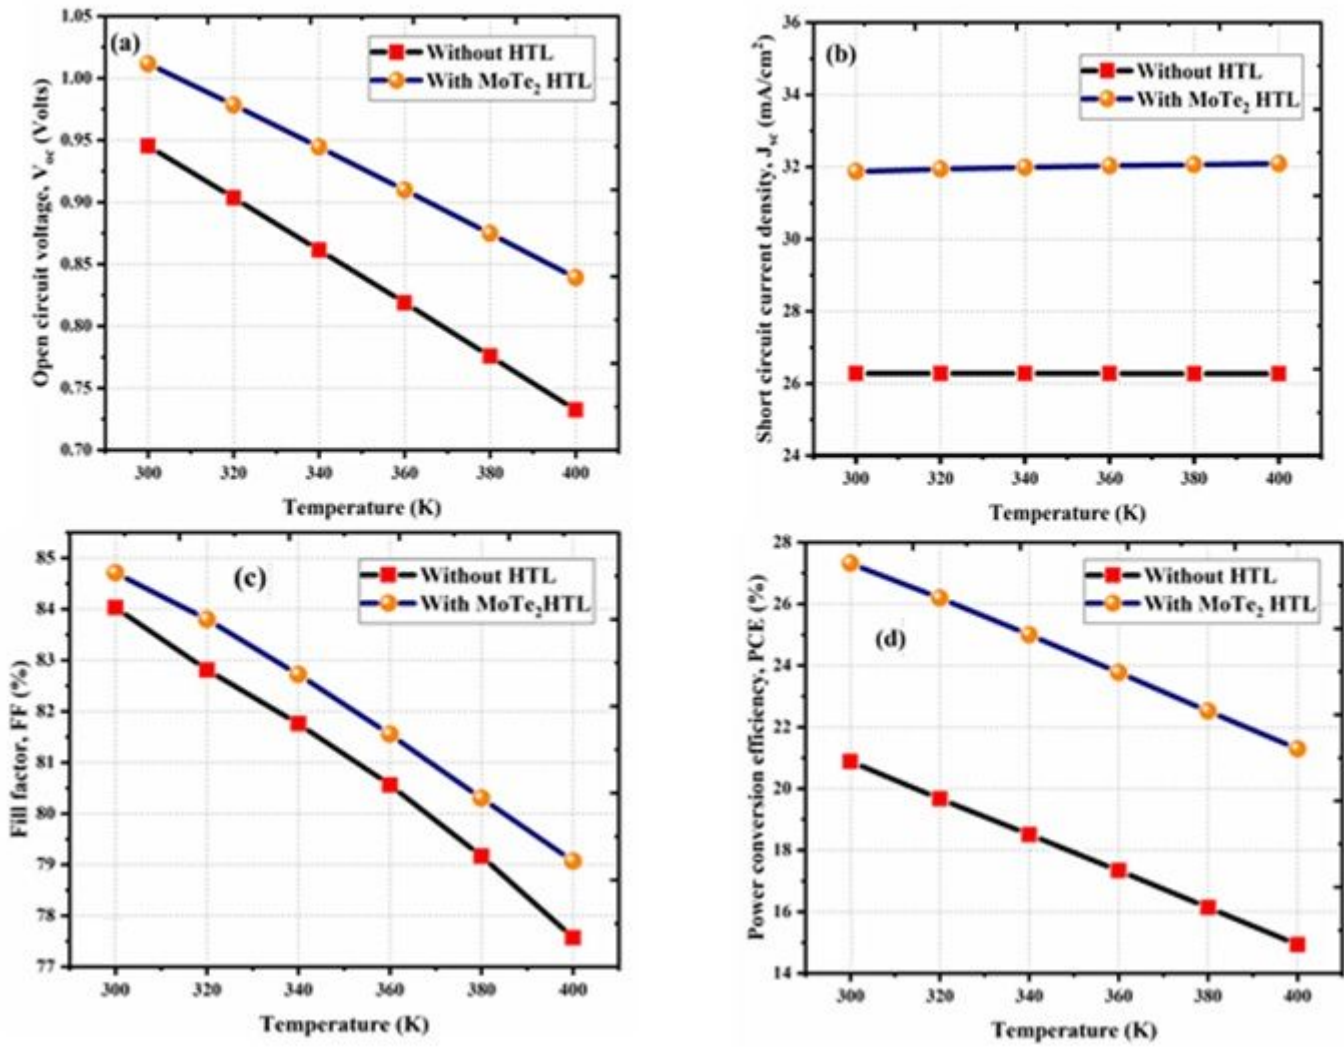 (a)
Without HTL
With MoTe₂ HTL
Open circuit voltage, Voc (Volts)
1.05
1.00
0.95
0.90
0.85
0.80
0.75
0.70
300 320 340 360 380 400
Temperature (K)
(b)
Without HTL
With MoTe₂ HTL
Short circuit current density, Jsc (mA/cm²)
36
34
32
30
28
26
24
300 320 340 360 380 400
Temperature (K)
(c)
Without HTL
With MoTe₂HTL
Fill factor, FF (%)
85
84
83
82
81
80
79
78
77
300 320 340 360 380 400
Temperature (K)
(d)
Without HTL
With MoTe₂ HTL
Power conversion efficiency, PCE (%)
28
26
24
22
20
18
16
14
300 320 340 360 380 400
Temperature (K)